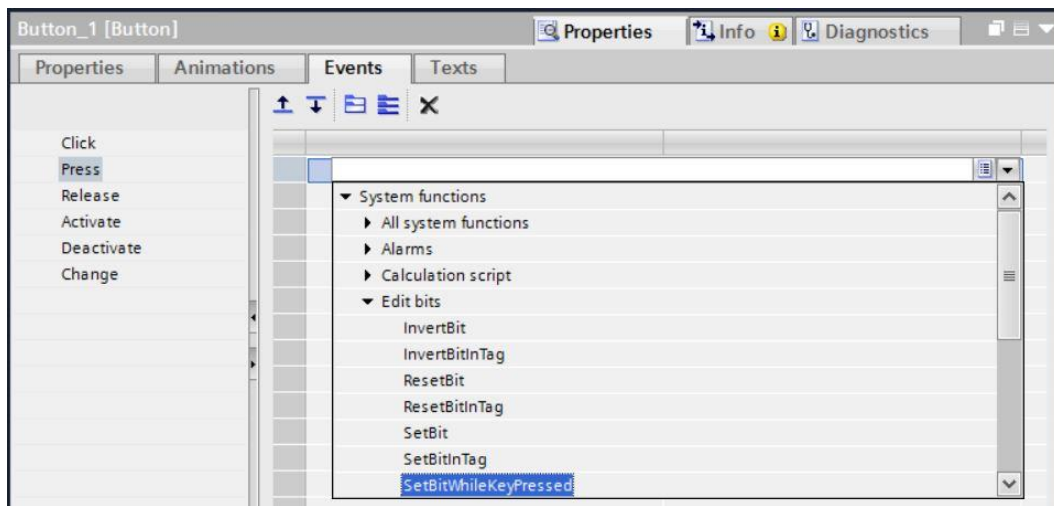 Button_1 [Button]
Properties Info Diagnostics
Properties Animations Events Texts
Click
Press
Release
Activate
Deactivate
Change
System functions
All system functions
Alarms
Calculation script
Edit bits
InvertBit
InvertBitInTag
ResetBit
ResetBitInTag
SetBit
SetBitInTag
SetBitWhileKeyPressed